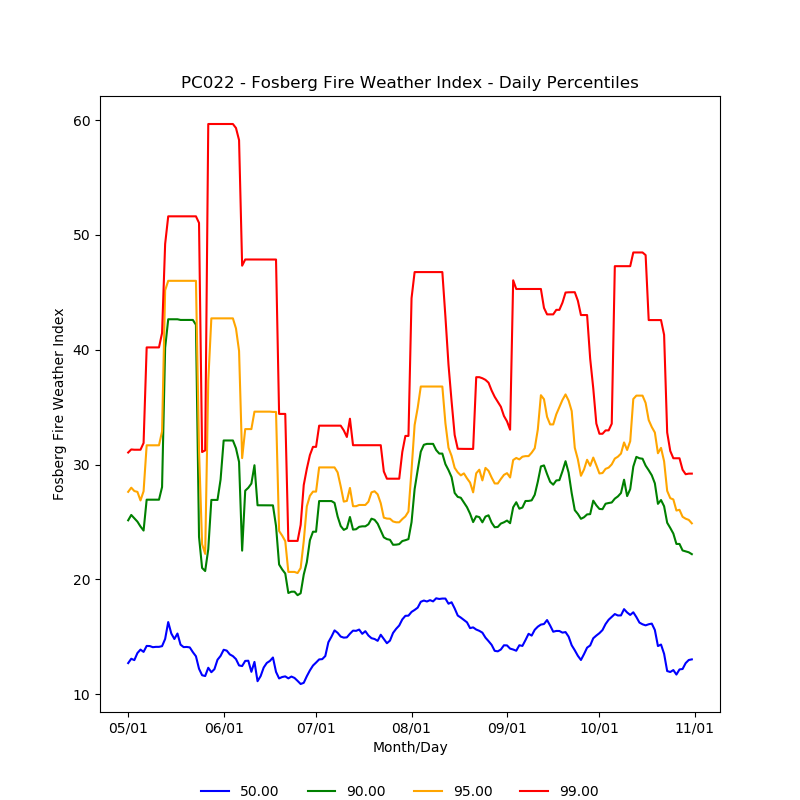 PC022 - Fosberg Fire Weather Index - Daily Percentiles
60
50
40
30
20
10
Fosberg Fire Weather Index
05/01 06/01 07/01 08/01 09/01 10/01 11/01
Month/Day
50.00 90.00 95.00 99.00